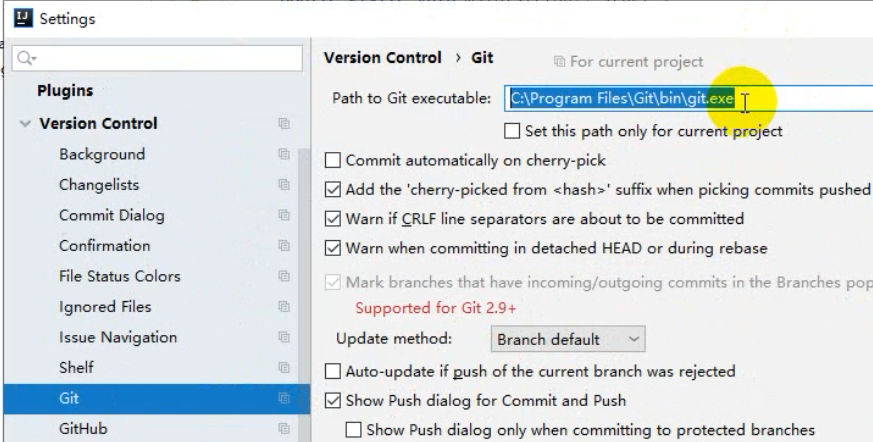 Settings
Version Control › Git
For current project
Plugins
Path to Git executable:
C:\Program Files\Git\bin\git.exe
Version Control
Set this path only for current project
Background
Commit automatically on cherry-pick
Changelists
Add the 'cherry-picked from <hash>' suffix when picking commits pushed
Commit Dialog
Warn if CRLF line separators are about to be committed
Confirmation
Warn when committing in detached HEAD or during rebase
File Status Colors
Mark branches that have incoming/outgoing commits in the Branches pop
Ignored Files
Supported for Git 2.9+
Issue Navigation
Update method:
Branch default
Shelf
Auto-update if push of the current branch was rejected
Git
Show Push dialog for Commit and Push
GitHub
Show Push dialog only when committing to protected branches